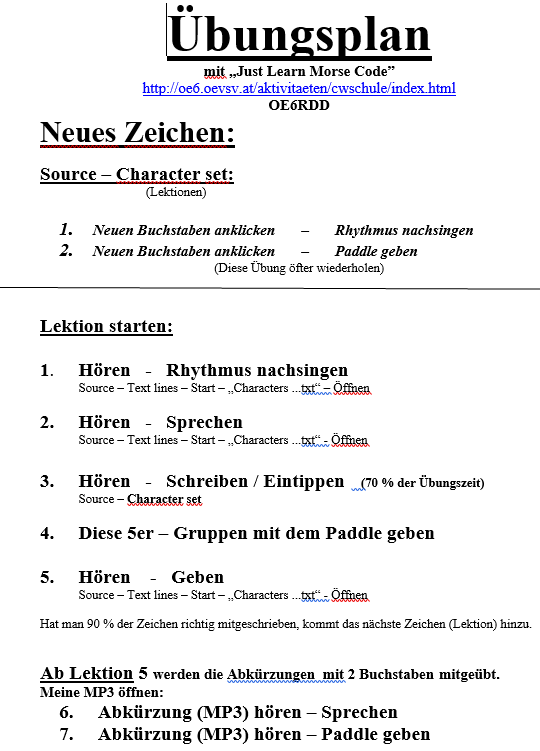 Übungsplan
mit „Just Learn Morse Code”
http://oe6.oevsv.at/aktivitaeten/cwschule/index.html
OE6RDD
Neues Zeichen:
Source – Character set:
(Lektionen)
1. Neuen Buchstaben anklicken – Rhythmus nachsingen
2. Neuen Buchstaben anklicken – Paddle geben
(Diese Übung öfter wiederholen)
Lektion starten:
1. Hören - Rhythmus nachsingen
Source – Text lines – Start – „Characters ...txt“ – Öffnen
2. Hören - Sprechen
Source – Text lines – Start – „Characters ...txt“ - Öffnen
3. Hören - Schreiben / Eintippen (70 % der Übungszeit)
Source – Character set
4. Diese 5er – Gruppen mit dem Paddle geben
5. Hören - Geben
Source – Text lines – Start – „Characters ...txt“ - Öffnen
Hat man 90 % der Zeichen richtig mitgeschrieben, kommt das nächste Zeichen (Lektion) hinzu.
Ab Lektion 5 werden die Abkürzungen mit 2 Buchstaben mitgeübt.
Meine MP3 öffnen:
6. Abkürzung (MP3) hören – Sprechen
7. Abkürzung (MP3) hören – Paddle geben